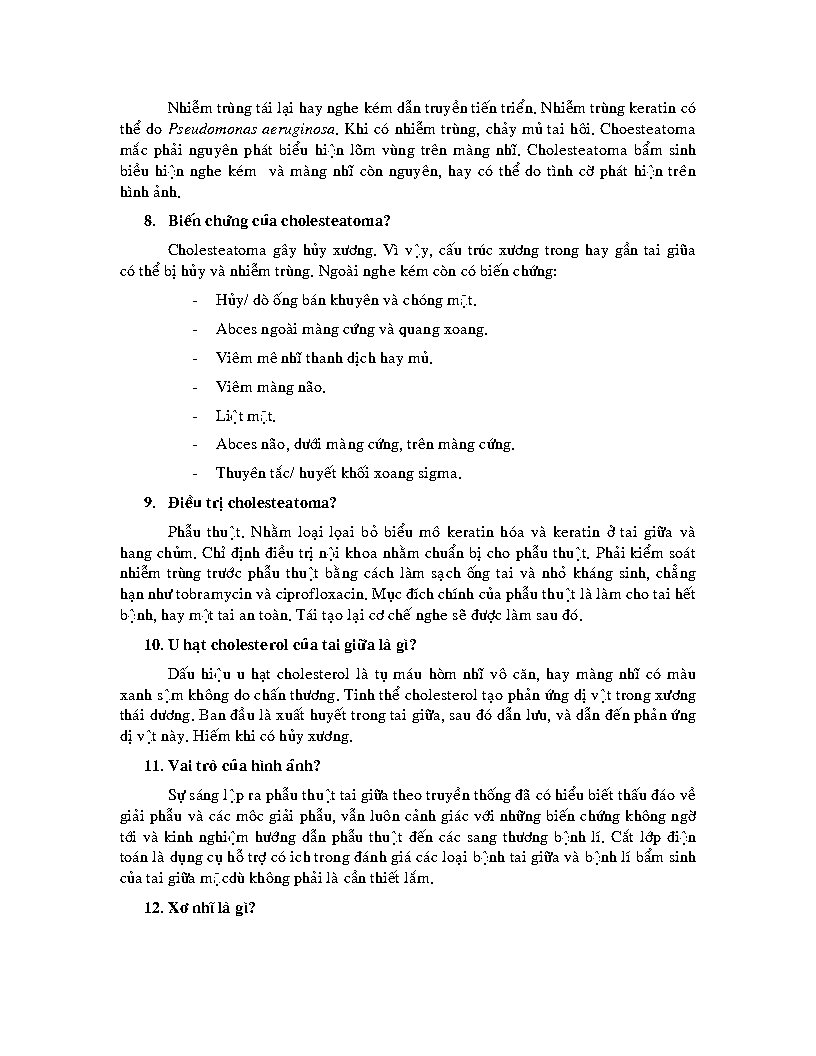 Nhiễm trùng tái lại hay nghe kém dẫn truyền tiến triển. Nhiễm trùng keratin có
thể do Pseudomonas aeruginosa. Khi có nhiễm trùng, chảy mủ tai hôi. Choesteatoma
mắc phải nguyên phát biểu hiện lõm vùng trên màng nhĩ. Cholesteatoma bẩm sinh
biều hiện nghe kém và màng nhĩ còn nguyên, hay có thể do tình cờ phát hiện trên
hình ảnh.
8. Biến chứng của cholesteatoma?
Cholesteatoma gây hủy xương. Vì vậy, cấu trúc xương trong hay gần tai giũa
có thể bị hủy và nhiễm trùng. Ngoài nghe kém còn có biến chứng:
- Hủy/ dò ống bán khuyên và chóng mặt.
- Abces ngoài màng cứng và quang xoang.
- Viêm mê nhĩ thanh dịch hay mủ.
- Viêm màng não.
- Liệt mặt.
- Abces não, dưới màng cứng, trên màng cứng.
- Thuyên tắc/ huyết khối xoang sigma.
9. Điều trị cholesteatoma?
Phẫu thuật. Nhằm loại lọai bỏ biểu mô keratin hóa và keratin ở tai giữa và
hang chũm. Chỉ định điều trị nội khoa nhằm chuẩn bị cho phẫu thuật. Phải kiểm soát
nhiễm trùng trước phẫu thuật bằng cách làm sạch ống tai và nhỏ kháng sinh, chẳng
hạn như tobramycin và ciprofloxacin. Mục đích chính của phẫu thuật là làm cho tai hết
bệnh, hay một tai an toàn. Tái tạo lại cơ chế nghe sẽ được làm sau đó.
10. U hạt cholesterol của tai giữa là gì?
Dấu hiệu u hạt cholesterol là tụ máu hòm nhĩ vô căn, hay màng nhĩ có màu
xanh sậm không do chấn thương. Tinh thể cholesterol tạo phản ứng dị vật trong xương
thái dương. Ban đầu là xuất huyết trong tai giữa, sau đó dẫn lưu, và dẫn đến phản ứng
dị vật này. Hiếm khi có hủy xương.
11. Vai trò của hình ảnh?
Sự sáng lập ra phẫu thuật tai giữa theo truyền thống đã có hiểu biết thấu đáo về
giải phẫu và các môc giải phẫu, vẫn luôn cảnh giác với những biến chứng không ngờ
tới và kinh nghiệm hướng dẫn phẫu thuật đến các sang thương bệnh lí. Cắt lớp điện
toán là dụng cụ hỗ trợ có ich trong đánh giá các loại bệnh tai giữa và bệnh lí bẩm sinh
của tai giữa mặcdù không phải là cần thiết lắm.
12. Xơ nhĩ là gì?